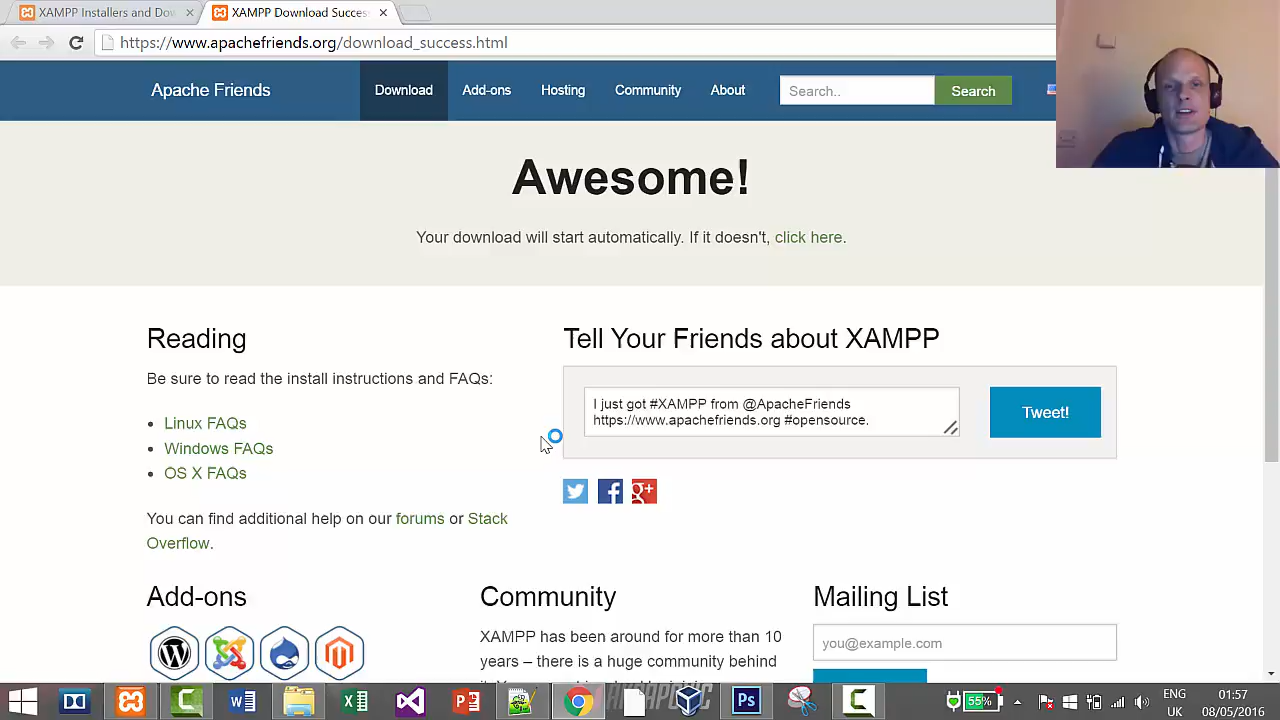 XAMPP Installers and Dow
XAMPP Download Succes
https://www.apachefriends.org/download_success.html
Apache Friends
Download
Add-ons
Hosting
Community
About
Search..
Search
Awesome!
Your download will start automatically. If it doesn't, click here.
Reading
Be sure to read the install instructions and FAQs:
Linux FAQs
Windows FAQs
OS X FAQs
You can find additional help on our forums or Stack
Overflow.
Tell Your Friends about XAMPP
I just got #XAMPP from @ApacheFriends
https://www.apachefriends.org #opensource.
Tweet!
Add-ons
Community
XAMPP has been around for more than 10
years – there is a huge community behind
Mailing List
you@example.com
55%
ENG
UK
01:57
08/05/2016